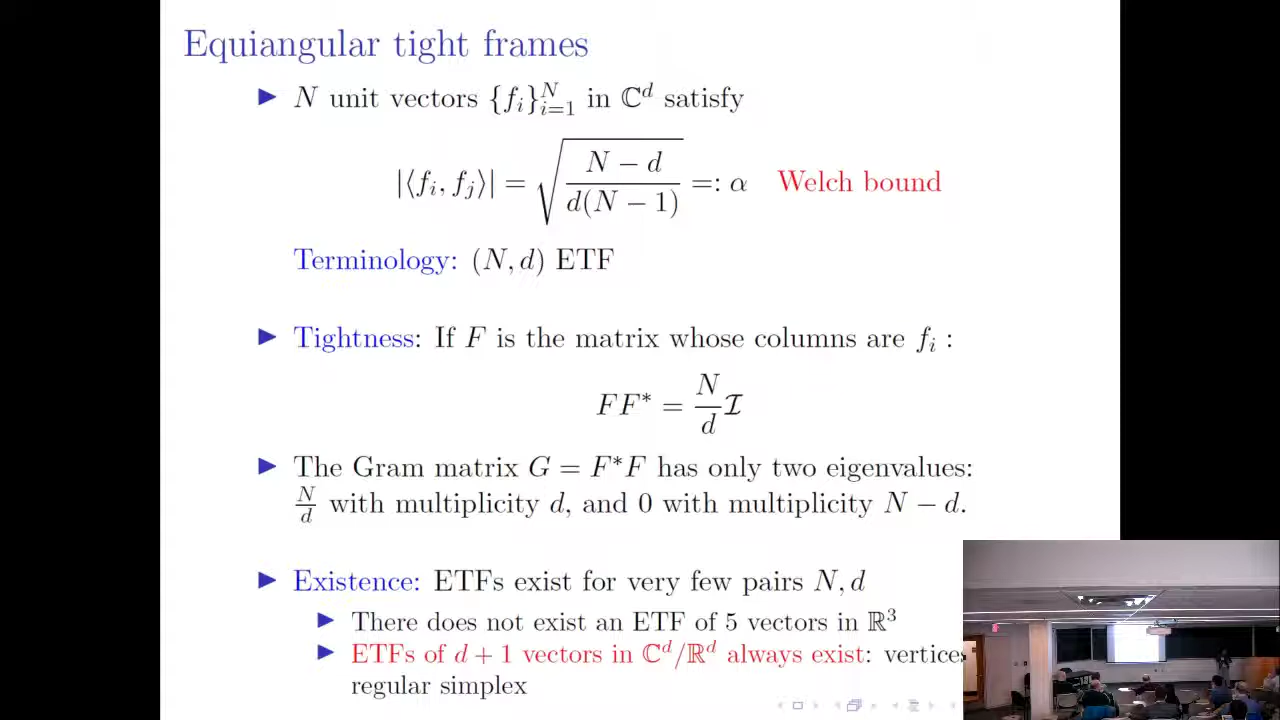 Equiangular tight frames
N unit vectors {f_i}_{i=1}^N in ℂ^d satisfy
|⟨f_i, f_j⟩| = √((N − d)/(d(N − 1))) =: α Welch bound
Terminology: (N, d) ETF
Tightness: If F is the matrix whose columns are f_i :
FF* = N/d ℐ
The Gram matrix G = F*F has only two eigenvalues:
N/d with multiplicity d, and 0 with multiplicity N − d.
Existence: ETFs exist for very few pairs N, d
There does not exist an ETF of 5 vectors in ℝ^3
ETFs of d + 1 vectors in ℂ^d/ℝ^d always exist: vertices
regular simplex